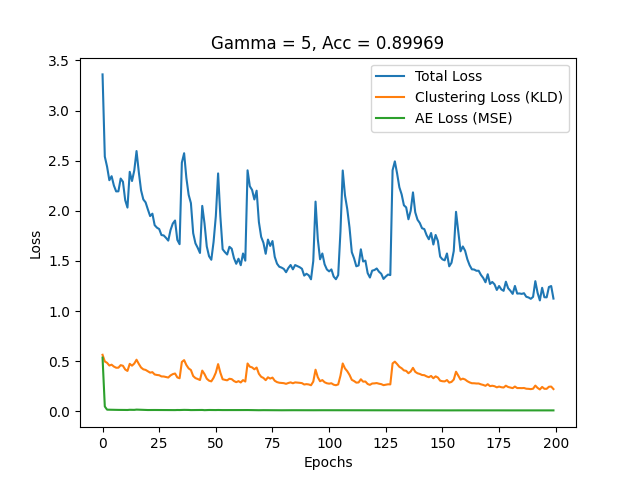 Gamma = 5, Acc = 0.89969
Total Loss
Clustering Loss (KLD)
AE Loss (MSE)
3.5
3.0
2.5
2.0
1.5
1.0
0.5
0.0
Loss
0 25 50 75 100 125 150 175 200
Epochs